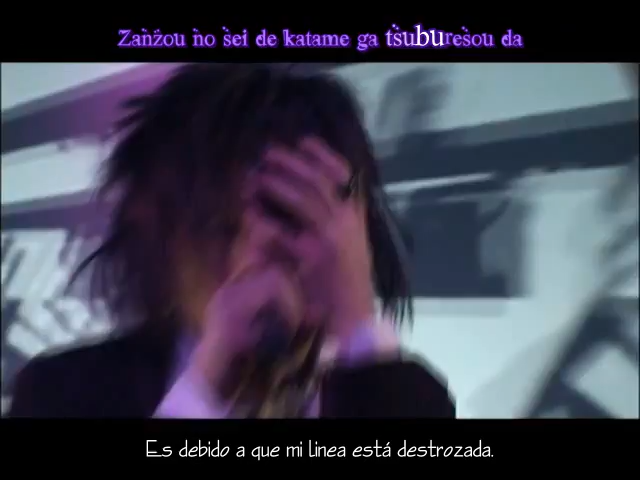 Zanzou no sei de katame ga tsuburesou da
Es debido a que mi linea está destrozada.